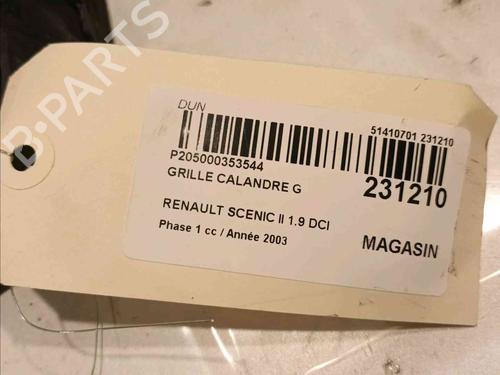 DUN
51410701 231210
P205000353544
GRILLE CALANDRE G
231210
RENAULT SCENIC II 1.9 DCI
Phase 1 cc / Année 2003
MAGASIN
B-PARTS